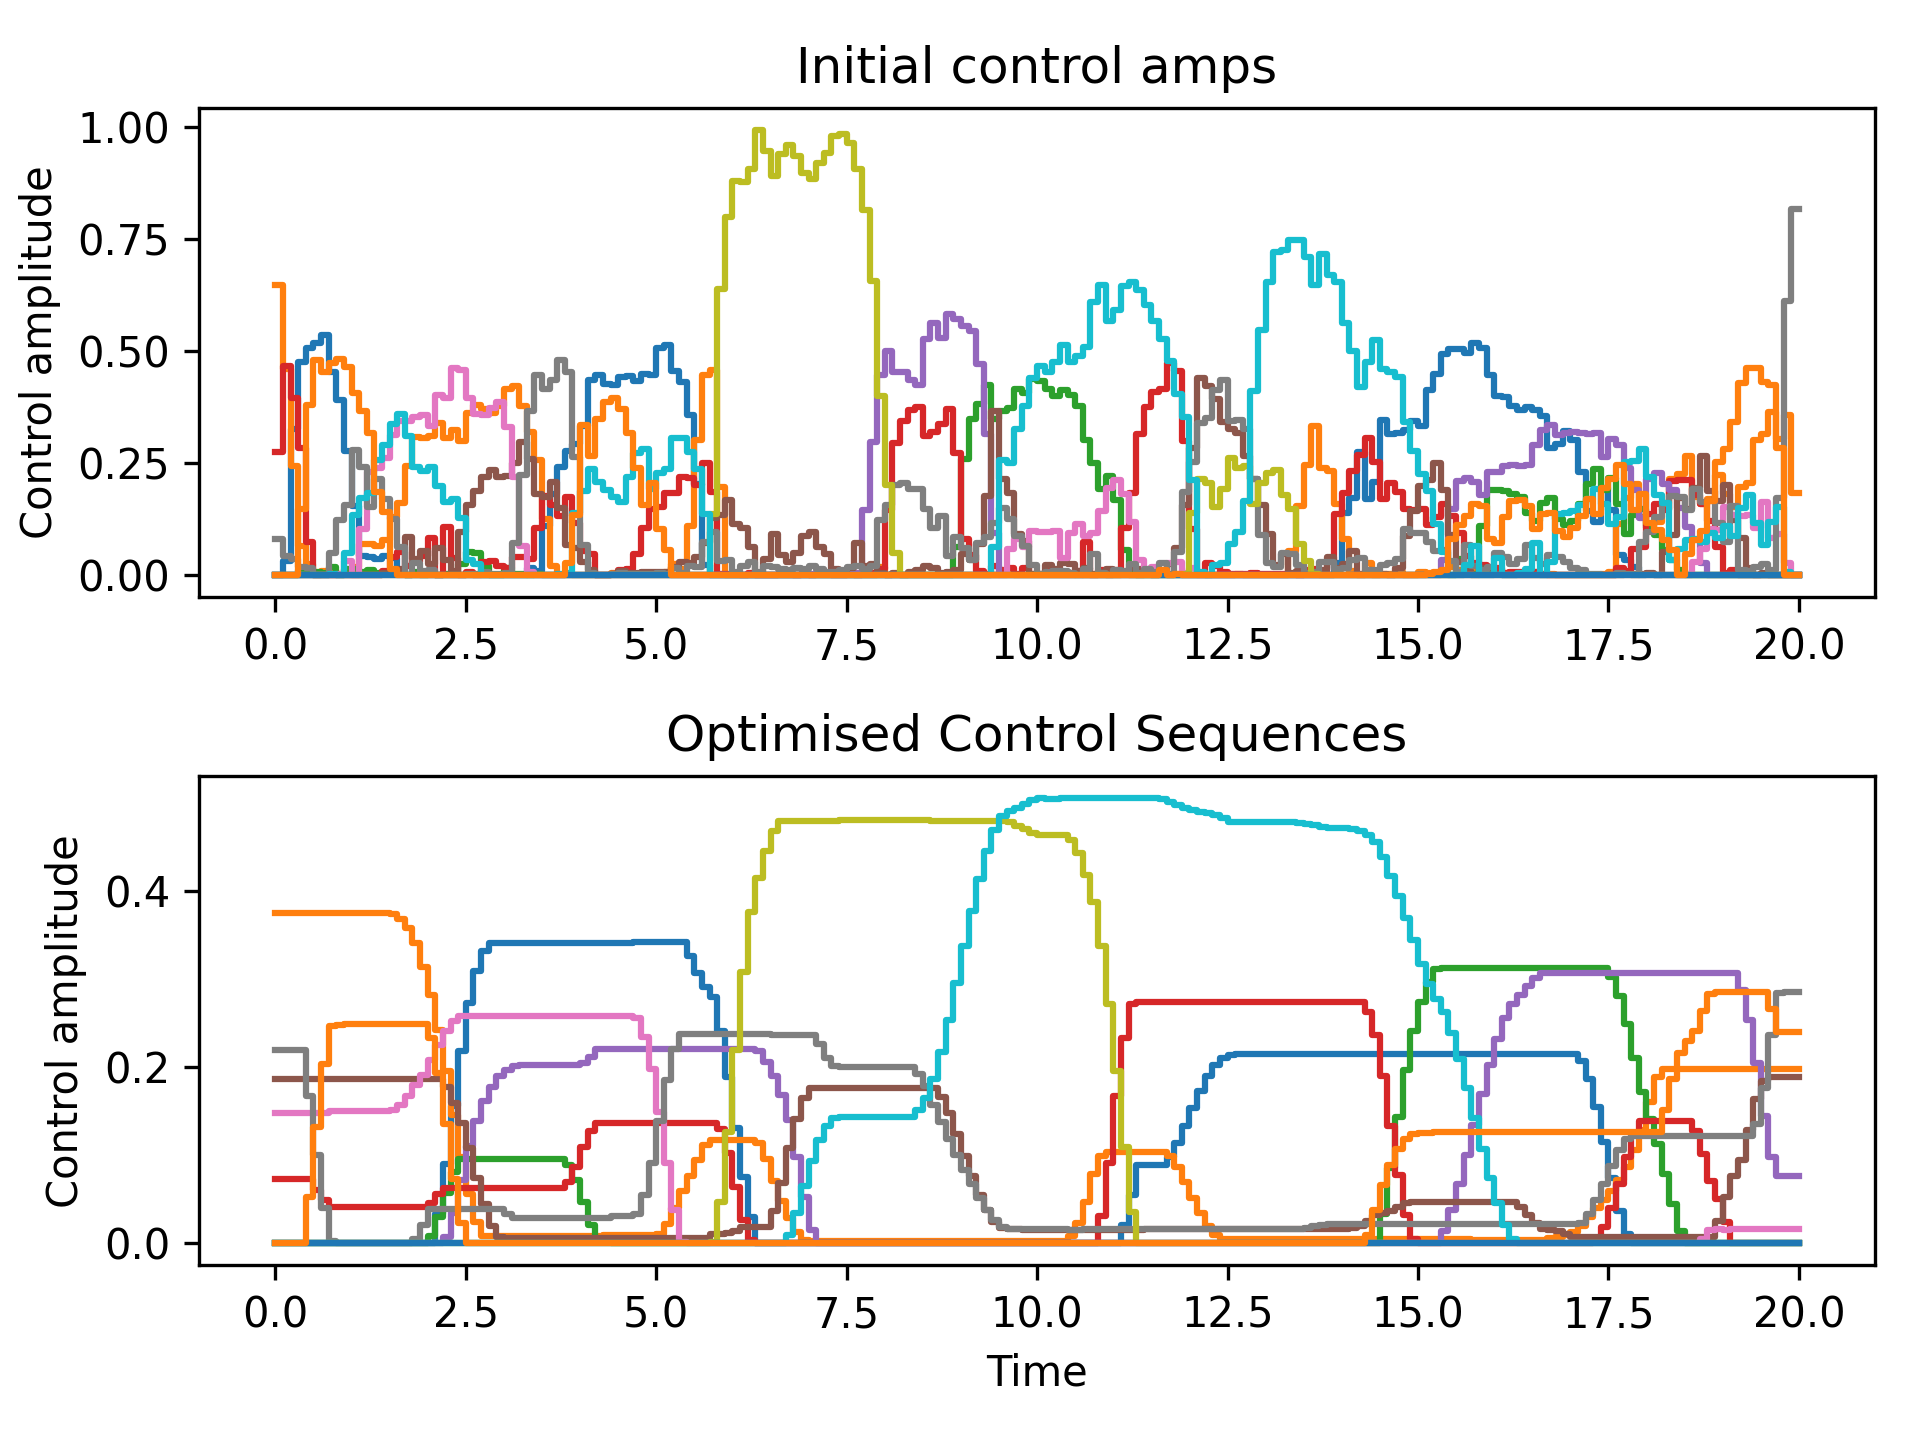 Initial control amps
Control amplitude
1.00
0.75
0.50
0.25
0.00
0.0 2.5 5.0 7.5 10.0 12.5 15.0 17.5 20.0
Optimised Control Sequences
Control amplitude
0.4
0.2
0.0
0.0 2.5 5.0 7.5 10.0 12.5 15.0 17.5 20.0
Time